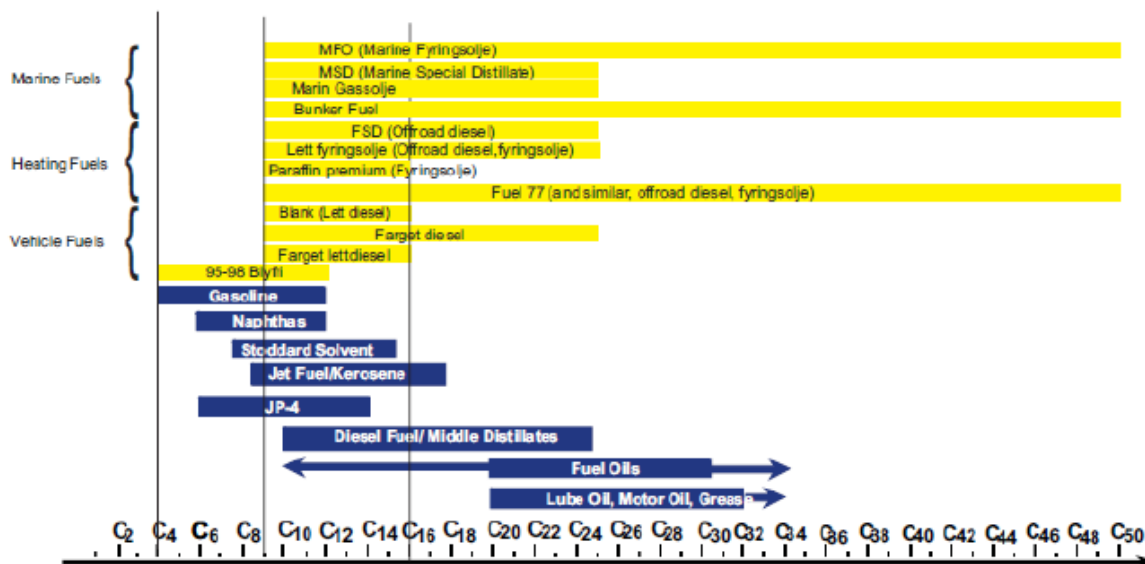 MFO (Marine Fyringsolje)
Marine Fuels
MSD (Marine Special Distillate)
Marin Gassolje
Bunker Fuel
FSD (Offroad diesel)
Heating Fuels
Lett fyringsolje (Offroad diesel,fyringsolje)
Paraffin premium (Fyringsolje)
Fuel 77 (and similar, offroad diesel, fyringsolje)
Blank (Lett diesel)
Vehicle Fuels
Farget diesel
Farget lettdiesel
95-98 Blyfri
Gasoline
Naphthas
Stoddard Solvent
Jet Fuel/Kerosene
JP-4
Diesel Fuel/ Middle Distillates
Fuel Oils
Lube Oil, Motor Oil, Grease
C2 C4 C6 C8 C10 C12 C14 C16 C18 C20 C22 C24 C26 C28 C30 C32 C34 C36 C38 C40 C42 C44 C46 C48 C50